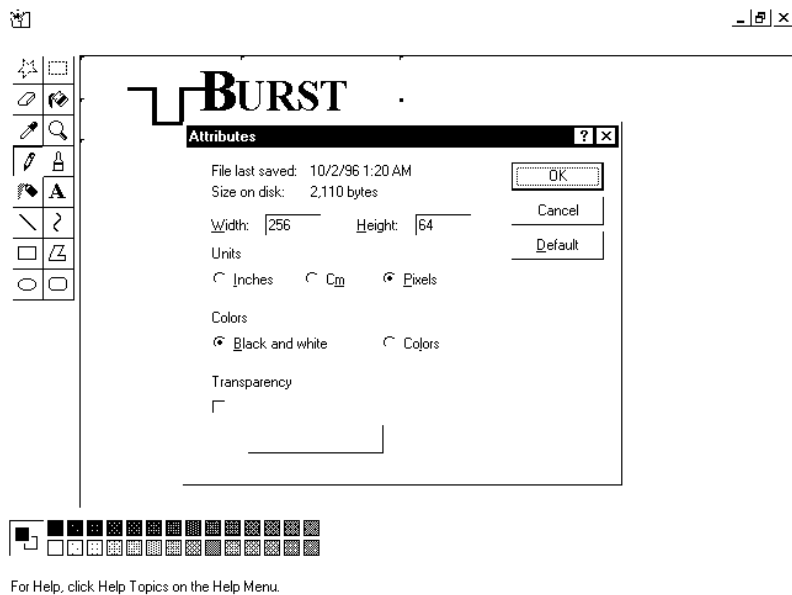 BURST
Attributes
File last saved: 10/2/96 1:20 AM
Size on disk: 2,110 bytes
Width: 256 Height: 64
Units
Inches Cm Pixels
Colors
Black and white Colors
Transparency
OK
Cancel
Default
A
For Help, click Help Topics on the Help Menu.